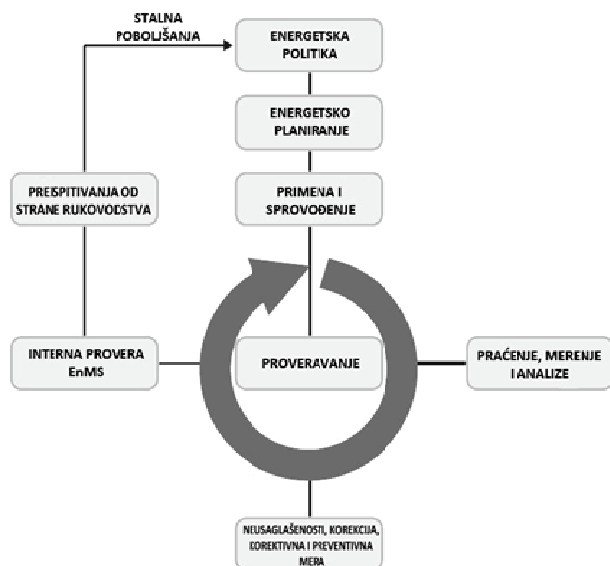 STALNA
POBOLJŠANJA
ENERGETSKA
POLITIKA
ENERGETSKO
PLANIRANJE
PREISPITIVANJA OD
STRANE RUKOVODSTVA
PRIMENA I
SPROVOĐENJE
INTERNA PROVERA
EnMS
PROVERAVANJE
PRAĆENJE, MERENJE
I ANALIZE
NEUSAGLAŠENOSTI, KOREKCIJA,
KOREKTIVNA I PREVENTIVNA
MERA